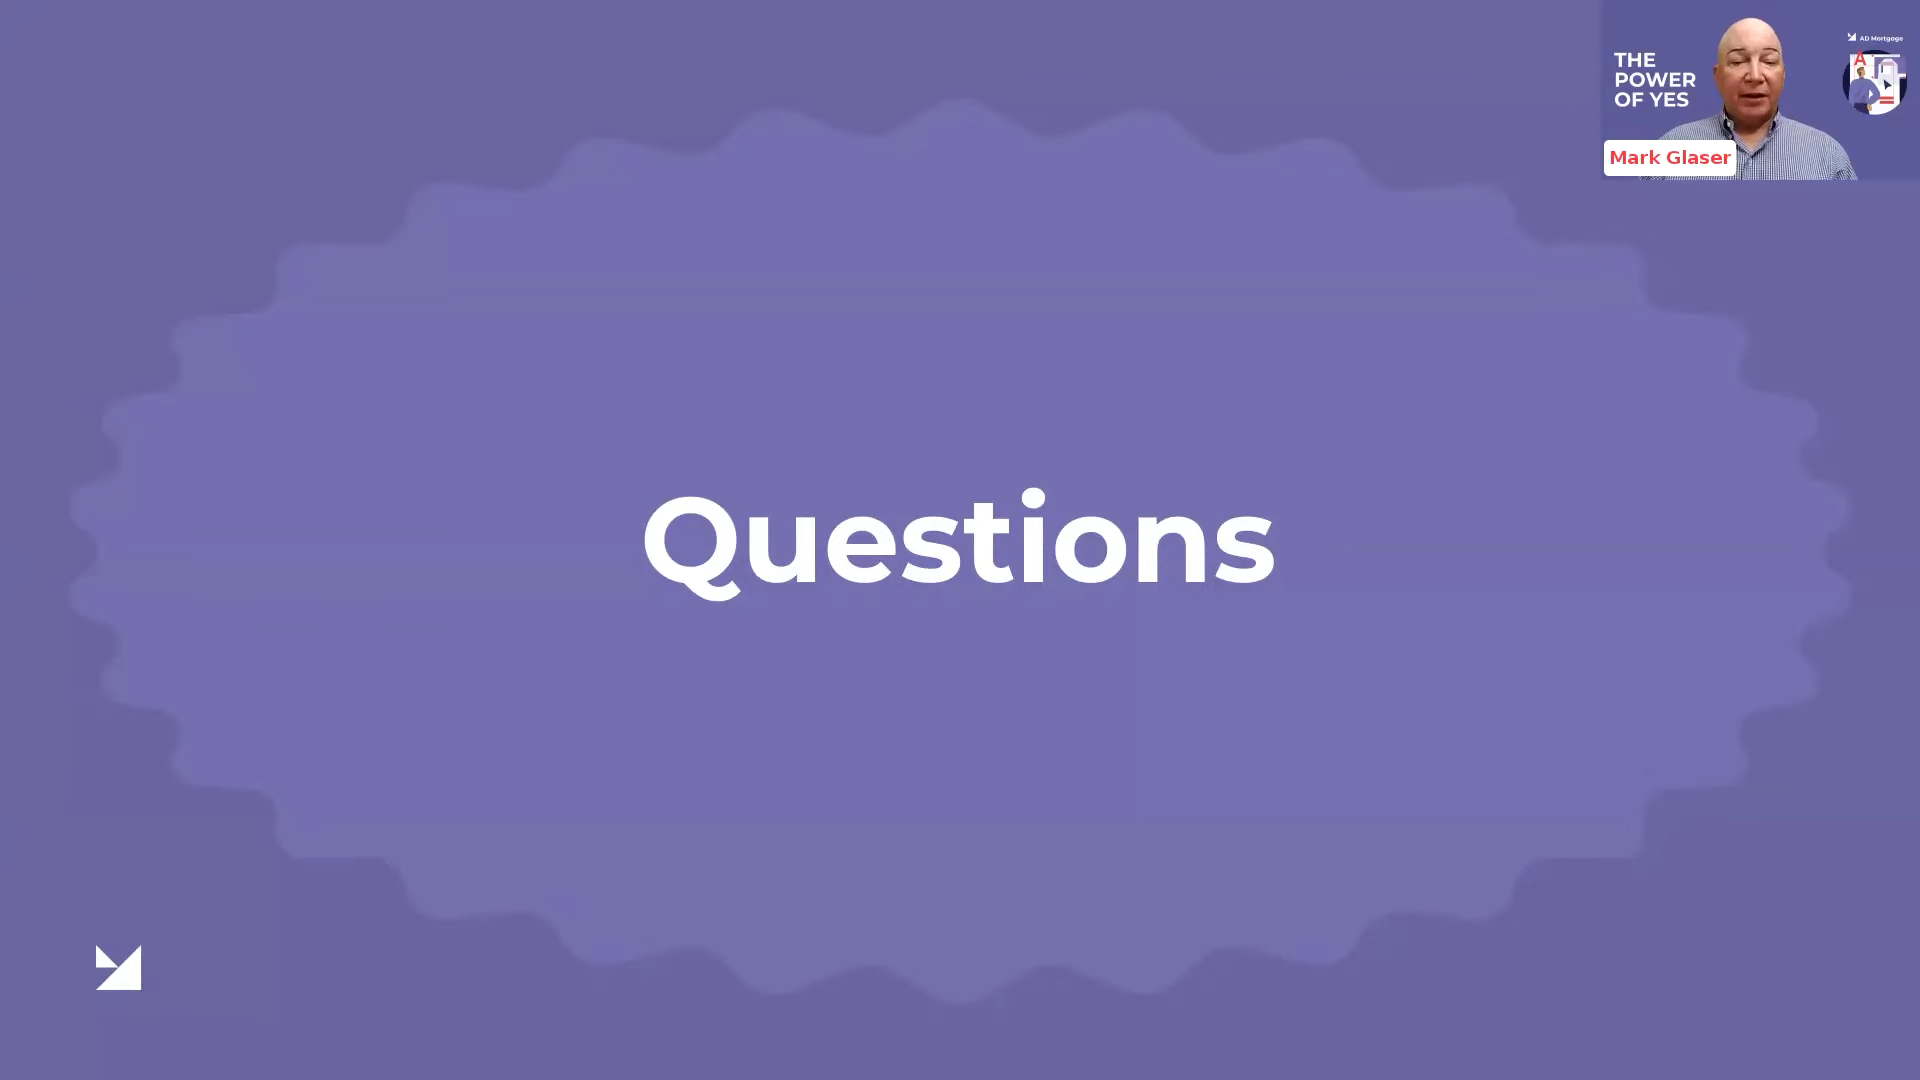 THE
POWER
OF YES
AD Mortgage
A
Mark Glaser
Questions